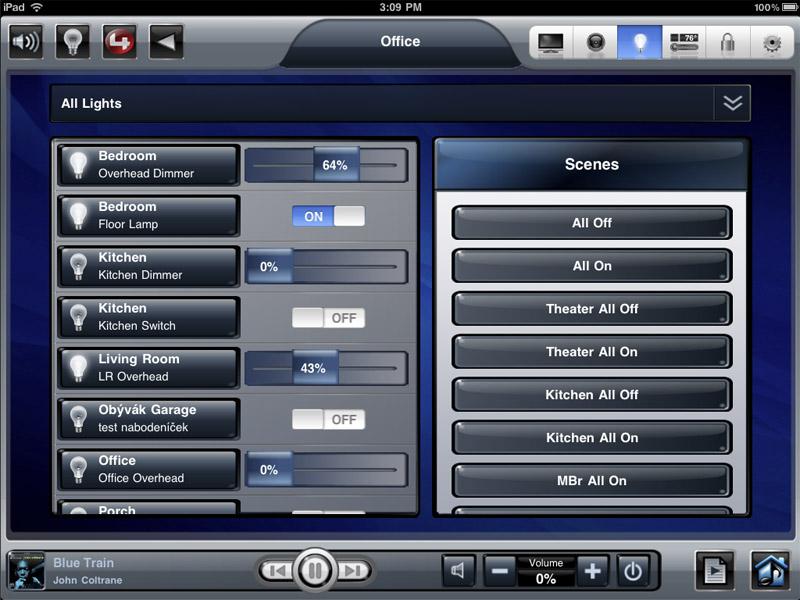 iPad
3:09 PM
100%
4
Office
76°
All Lights
Bedroom
Overhead Dimmer
64%
Bedroom
Floor Lamp
ON
Kitchen
Kitchen Dimmer
0%
Kitchen
Kitchen Switch
OFF
Living Room
LR Overhead
43%
Obývák Garage
test nabodeníček
OFF
Office
Office Overhead
0%
Porch
Scenes
All Off
All On
Theater All Off
Theater All On
Kitchen All Off
Kitchen All On
MBr All On
Blue Train
John Coltrane
Volume
0%